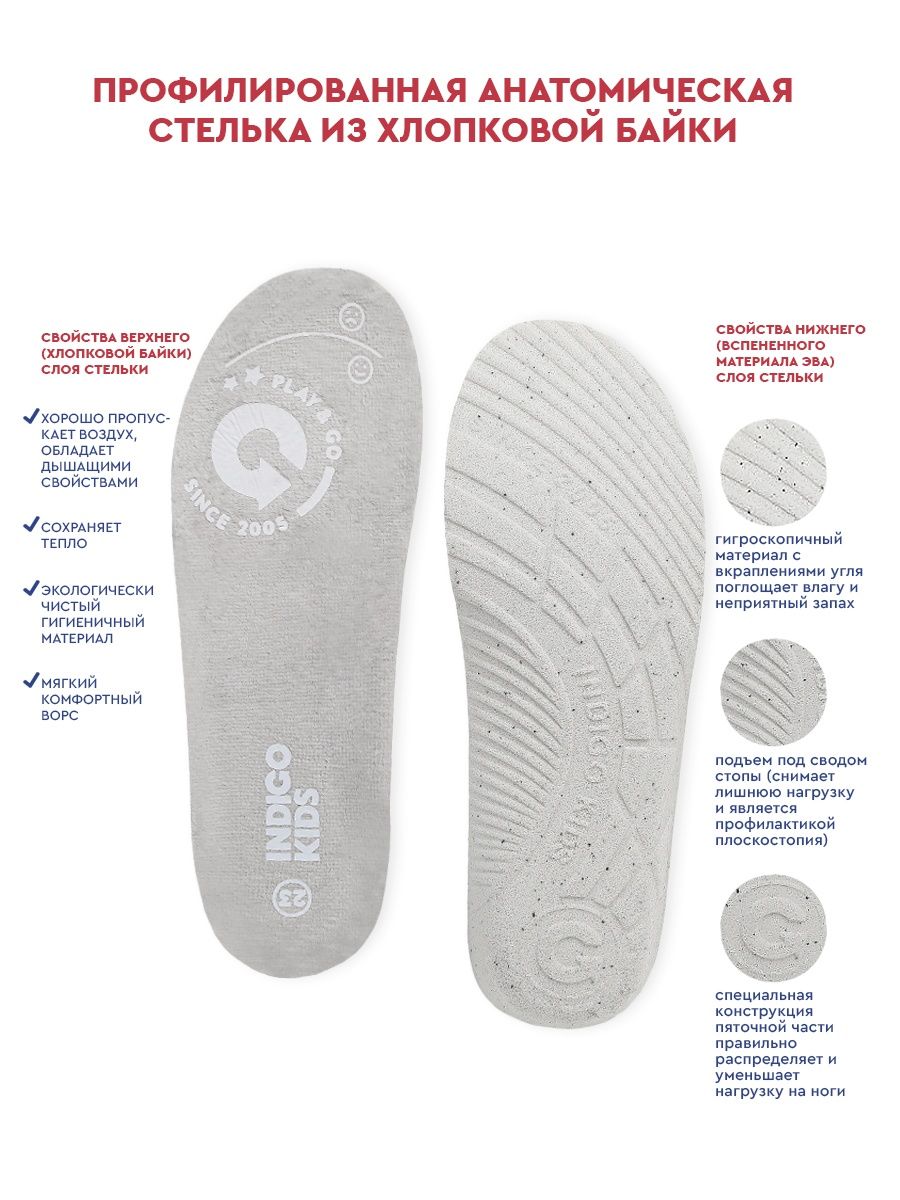 ПРОФИЛИРОВАННАЯ АНАТОМИЧЕСКАЯ
СТЕЛЬКА ИЗ ХЛОПКОВОЙ БАЙКИ
СВОЙСТВА ВЕРХНЕГО
(ХЛОПКОВОЙ БАЙКИ)
СЛОЯ СТЕЛЬКИ
ХОРОШО ПРОПУС-
КАЕТ ВОЗДУХ,
ОБЛАДАЕТ
ДЫШАЩИМИ
СВОЙСТВАМИ
СОХРАНЯЕТ
ТЕПЛО
ЭКОЛОГИЧЕСКИ
ЧИСТЫЙ
ГИГИЕНИЧНЫЙ
МАТЕРИАЛ
МЯГКИЙ
КОМФОРТНЫЙ
ВОРС
PLAY & GO
SINCE 2005
INDIGO
KIDS
23
INDIGO KIDS
СВОЙСТВА НИЖНЕГО
(ВСПЕНЕННОГО
МАТЕРИАЛА ЭВА)
СЛОЯ СТЕЛЬКИ
гигроскопичный
материал с
вкраплениями угля
поглощает влагу и
неприятный запах
подъем под сводом
стопы (снимает
лишнюю нагрузку
и является
профилактикой
плоскостопия)
специальная
конструкция
пяточной части
правильно
распределяет и
уменьшает
нагрузку на ноги